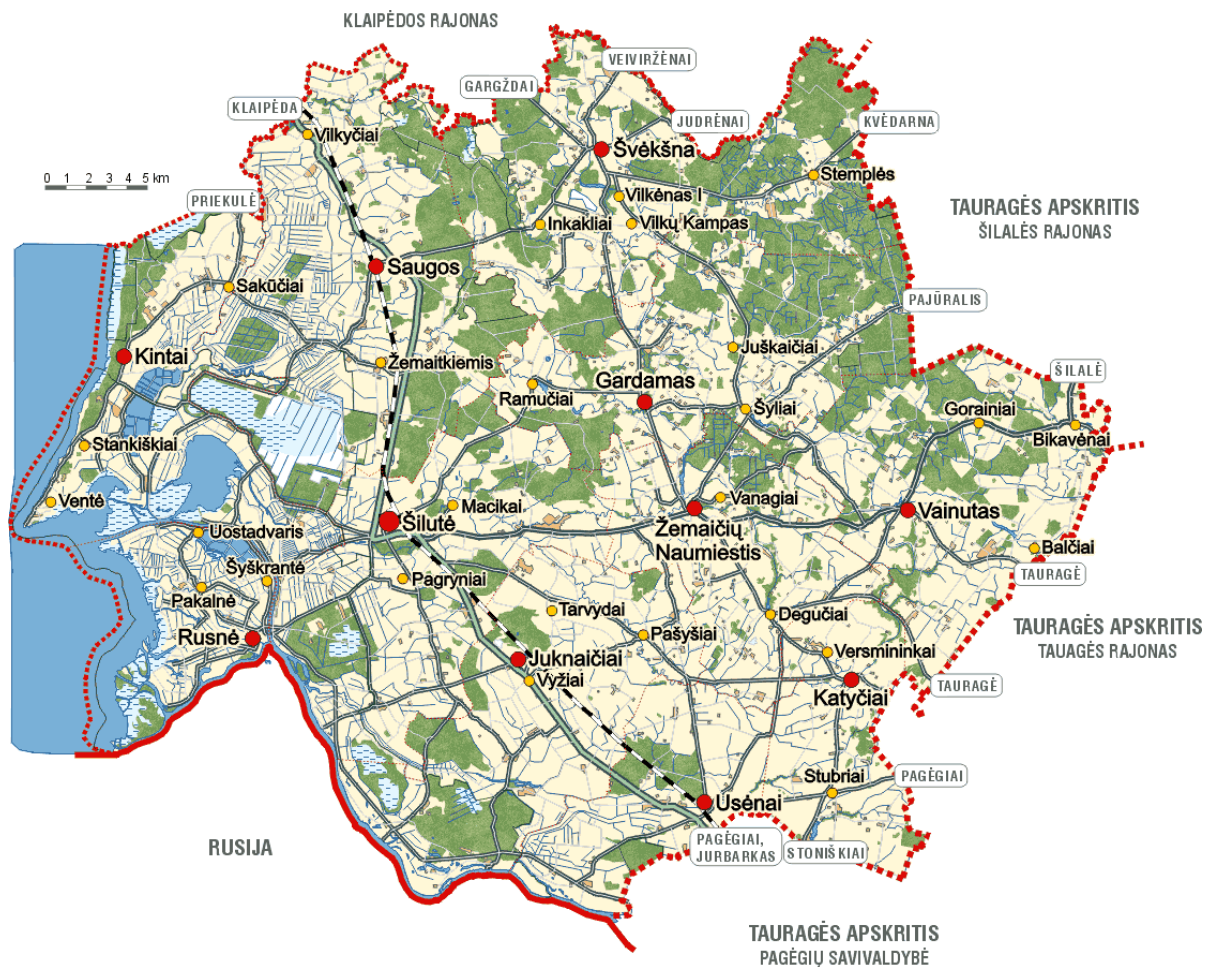 KLAIPĖDOS RAJONAS
VEIVIRŽĖNAI
GARGŽDAI
KLAIPĖDA
JUDRĖNAI
KVĖDARNA
Vilkyčiai
Švėkšna
Stemplės
0 1 2 3 4 5 km
PRIEKULĖ
Vilkėnas I
Inkakliai
Vilkų Kampas
TAURAGĖS APSKRITIS
ŠILALĖS RAJONAS
Saugos
Sakūčiai
PAJŪRALIS
Kintai
Žemaitkiemis
Juškaičiai
ŠILALĖ
Gardamas
Ramučiai
Šyliai
Gorainiai
Bikavėnai
Stankiškiai
Ventė
Macikai
Vanagiai
Vainutas
Šilutė
Žemaičių
Naumiestis
Uostadvaris
Balčiai
Šyškrantė
Pagryniai
TAURAGĖ
Pakalnė
Tarvydai
Degučiai
TAURAGĖS APSKRITIS
TAUAGĖS RAJONAS
Rusnė
Pašyšiai
Versmininkai
Juknaičiai
Vyžiai
TAURAGĖ
Katyčiai
Stubriai
PAGĖGIAI
Usėnai
RUSIJA
PAGĖGIAI,
JURBARKAS
STONIŠKIAI
TAURAGĖS APSKRITIS
PAGĖGIŲ SAVIVALDYBĖ